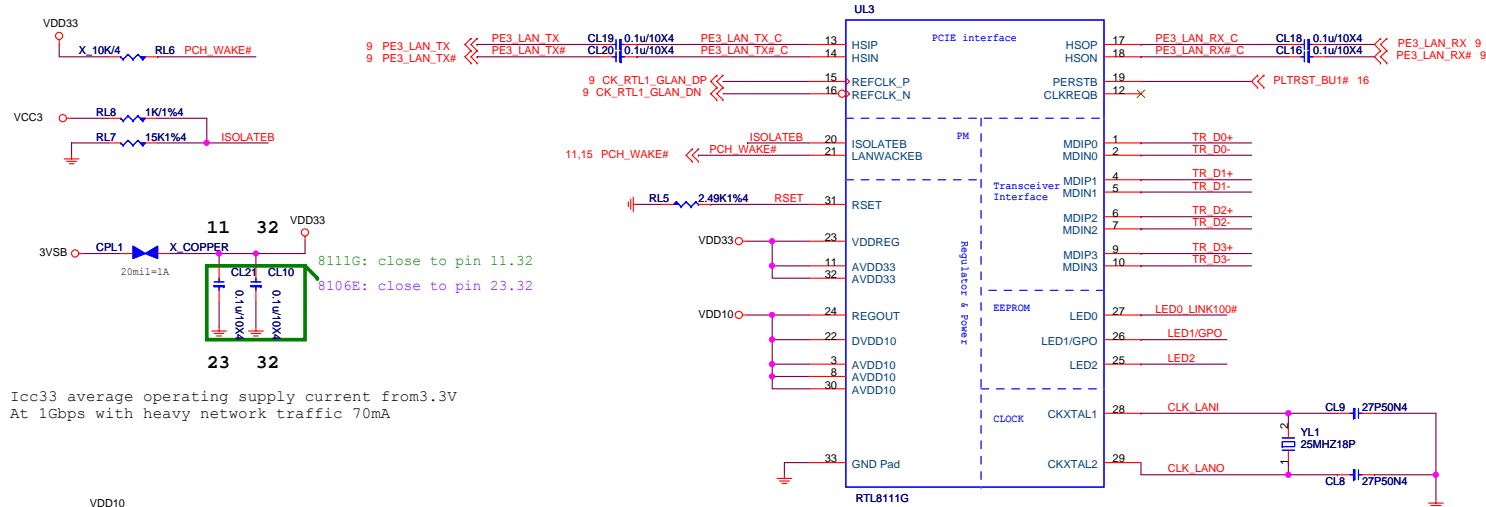 VDD33
X_10K/4 RL6 PCH_WAKE#
VCC3
RL8 1K/1%4
RL7 15K1%4 ISOLATEB
11 32 VDD33
3VSB CPL1 X_COPPER
20mil=1A
8111G: close to pin 11.32
8106E: close to pin 23.32
CL21 CL10
0.1u/10X4 0.1u/10X4
23 32
Icc33 average operating supply current from3.3V
At 1Gbps with heavy network traffic 70mA
VDD10
UL3
9 PE3_LAN_TX PE3_LAN_TX CL19 0.1u/10X4 PE3_LAN_TX_C 13 HSIP
9 PE3_LAN_TX# PE3_LAN_TX# CL20 0.1u/10X4 PE3_LAN_TX#_C 14 HSIN
9 CK_RTL1_GLAN_DP 15 REFCLK_P
9 CK_RTL1_GLAN_DN 16 REFCLK_N
ISOLATEB 20 ISOLATEB
11,15 PCH_WAKE# PCH_WAKE# 21 LANWACKEB
RL5 2.49K1%4 RSET 31 RSET
VDD33 23 VDDREG
11 AVDD33
32 AVDD33
VDD10 24 REGOUT
22 DVDD10
3 AVDD10
8 AVDD10
30 AVDD10
33 GND Pad
RTL8111G
PCIE interface
PM
Transceiver
Interface
Regulator & Power
EEPROM
CLOCK
HSOP 17 PE3_LAN_RX_C CL18 0.1u/10X4 PE3_LAN_RX 9
HSON 18 PE3_LAN_RX#_C CL16 0.1u/10X4 PE3_LAN_RX# 9
PERSTB 19 PLTRST_BU1# 16
CLKREQB 12
MDIP0 1 TR_D0+
MDIN0 2 TR_D0-
MDIP1 4 TR_D1+
MDIN1 5 TR_D1-
MDIP2 6 TR_D2+
MDIN2 7 TR_D2-
MDIP3 9 TR_D3+
MDIN3 10 TR_D3-
LED0 27 LED0_LINK100#
LED1/GPO 26 LED1/GPO
LED2 25 LED2
CKXTAL1 28 CLK_LANI CL9 27P50N4
2 YL1
25MHZ18P
1
CKXTAL2 29 CLK_LANO CL8 27P50N4